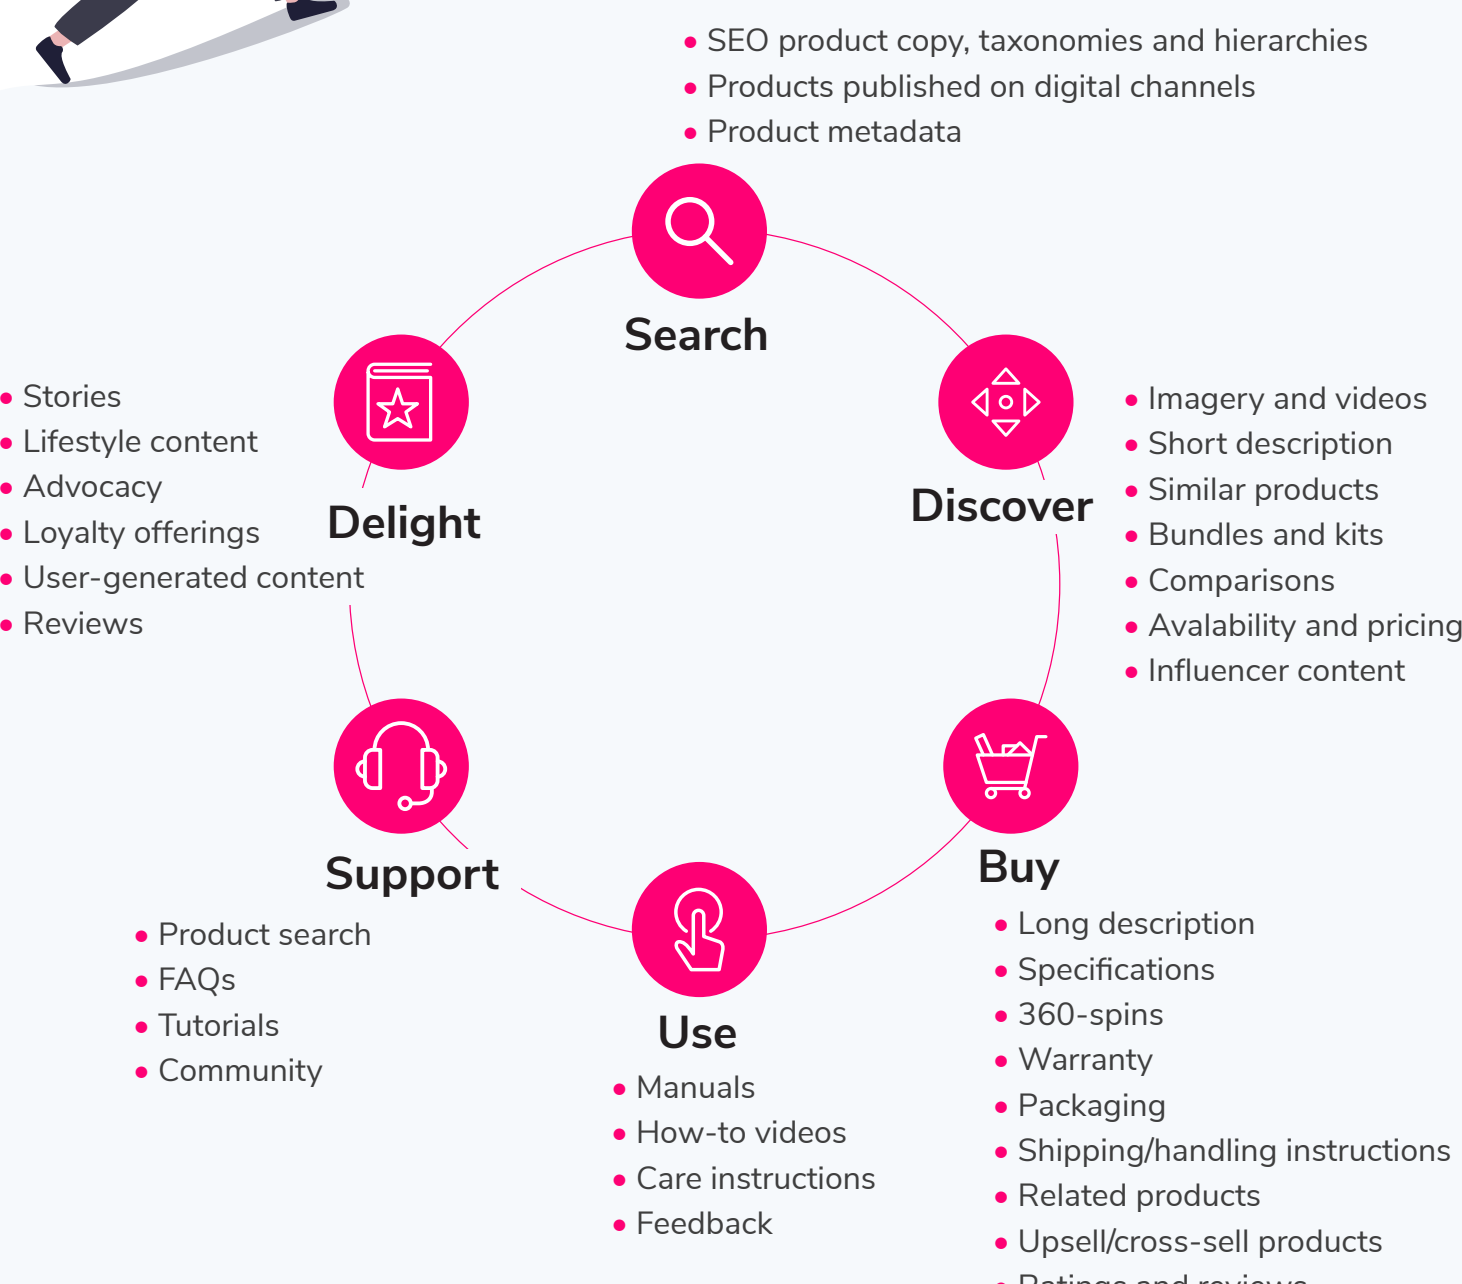 • SEO product copy, taxonomies and hierarchies
• Products published on digital channels
• Product metadata
Search
Discover
• Imagery and videos
• Short description
• Similar products
• Bundles and kits
• Comparisons
• Avalability and pricing
• Influencer content
Buy
• Long description
• Specifications
• 360-spins
• Warranty
• Packaging
• Shipping/handling instructions
• Related products
• Upsell/cross-sell products
• Ratings and reviews
Use
• Manuals
• How-to videos
• Care instructions
• Feedback
Support
• Product search
• FAQs
• Tutorials
• Community
Delight
• Stories
• Lifestyle content
• Advocacy
• Loyalty offerings
• User-generated content
• Reviews